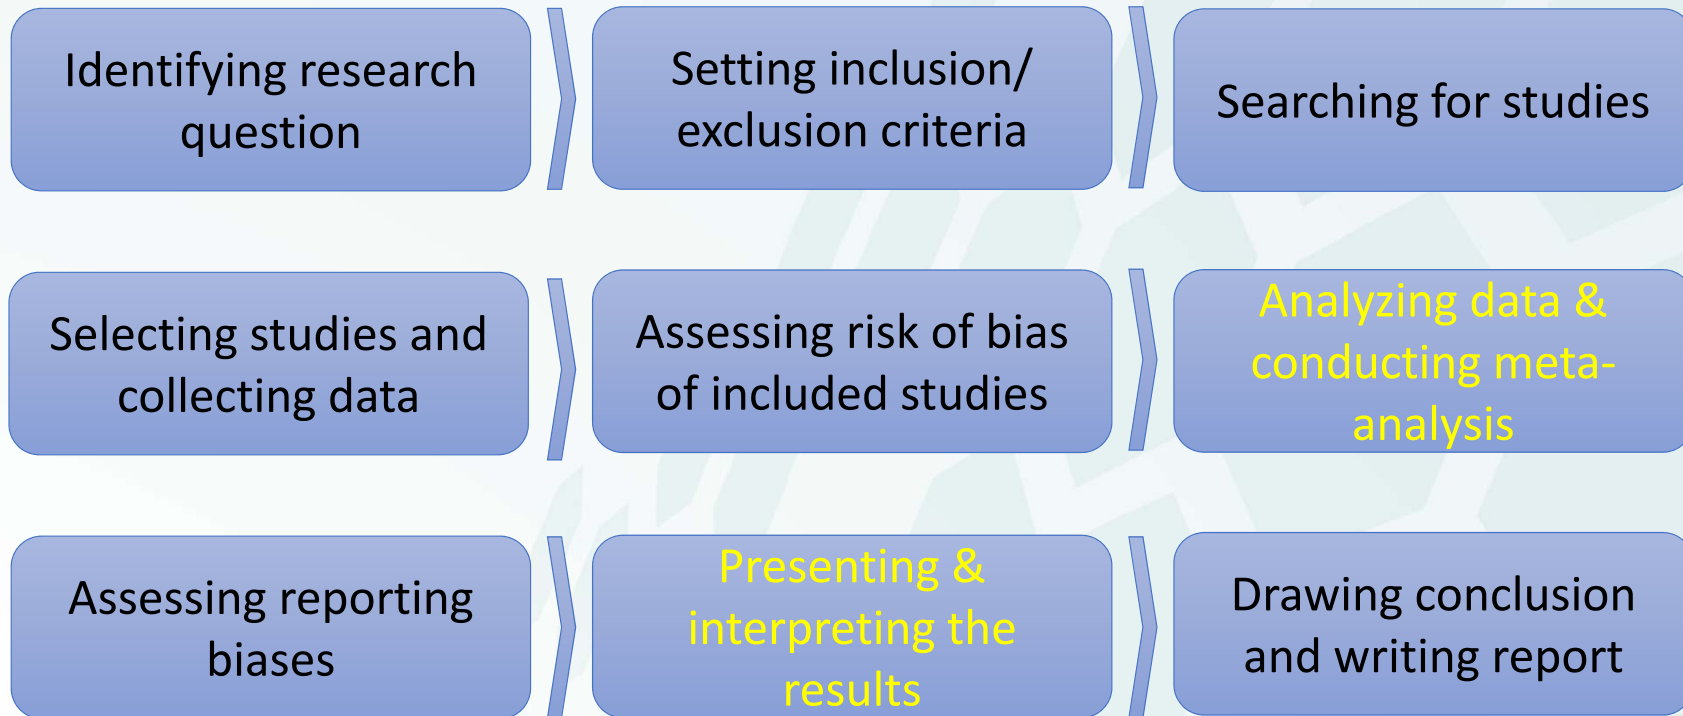 Identifying research
question
Setting inclusion/
exclusion criteria
Searching for studies
Selecting studies and
collecting data
Assessing risk of bias
of included studies
Analyzing data &
conducting meta-
analysis
Assessing reporting
biases
Presenting &
interpreting the
results
Drawing conclusion
and writing report